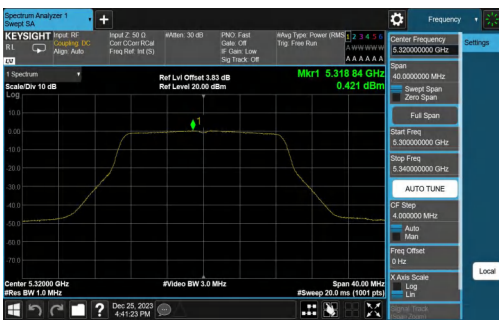 Spectrum Analyzer 1
Swept SA
Frequency
KEYSIGHT Input: RF Input Z: 50 Ω #Atten: 30 dB PNO: Fast #Avg Type: Power (RMS) 1 2 3 4 5 6
RL Coupling: DC Corr CCorr RCal Gate: Off Trig: Free Run A W W W W W
Align: Auto Freq Ref: Int (S) IF Gain: Low A A A A A A
Sig Track: Off
LW
Center Frequency
5.320000000 GHz
Settings
Span
40.0000000 MHz
Swept Span
Zero Span
Full Span
Start Freq
5.300000000 GHz
Stop Freq
5.340000000 GHz
AUTO TUNE
CF Step
4.000000 MHz
Auto
Man
Freq Offset
0 Hz
X Axis Scale
Log
Lin
Signal Track
Local
1 Spectrum
Ref Lvl Offset 3.83 dB Mkr1 5.318 84 GHz
Scale/Div 10 dB Ref Level 20.00 dBm 0.421 dBm
Log
1
10.0
0.00
-10.0
-20.0
-30.0
-40.0
-50.0
-60.0
-70.0
Center 5.32000 GHz #Video BW 3.0 MHz Span 40.00 MHz
#Res BW 1.0 MHz #Sweep 20.0 ms (1001 pts)
? Dec 25, 2023
4:41:23 PM